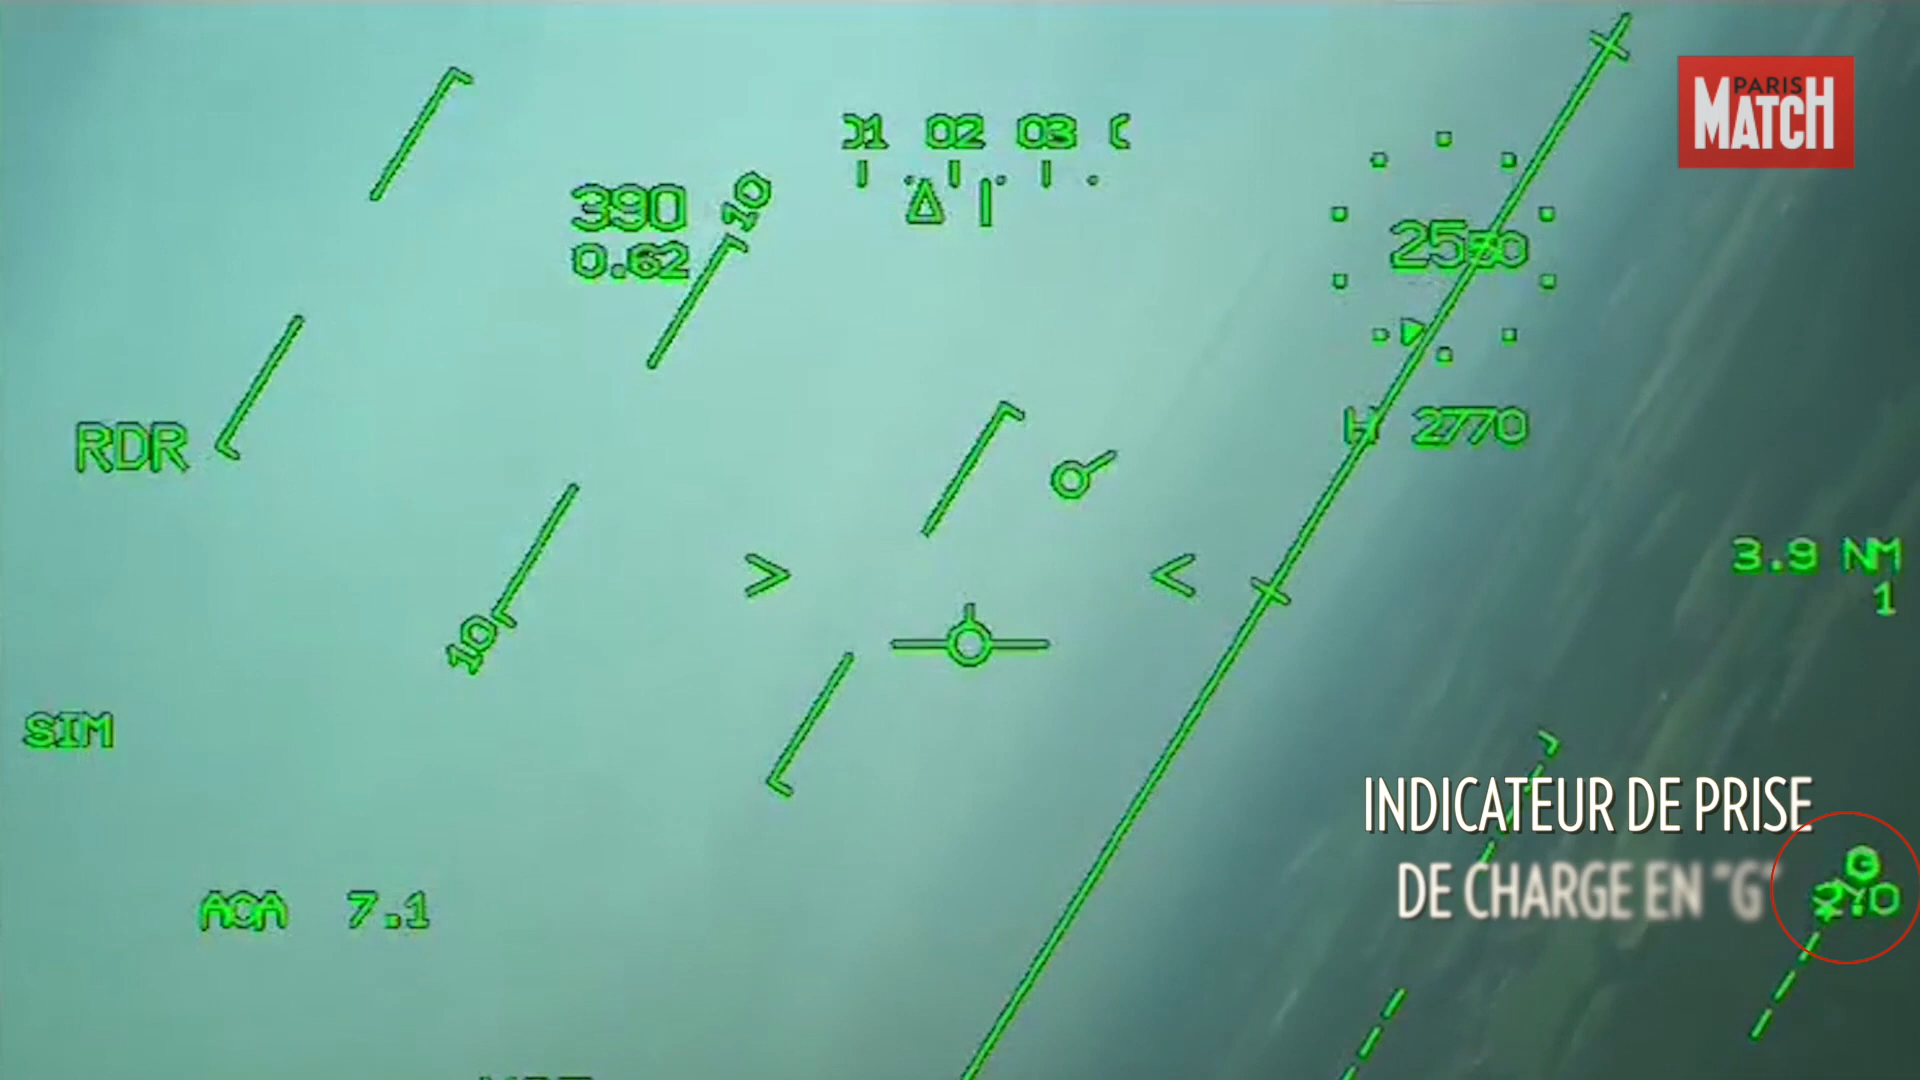 PARIS
MATCH
01 02 03
10
390
0.62
2550
H 2770
RDR
3.9 NM
1
10
SIM
INDICATEUR DE PRISE
DE CHARGE EN "G"
G
AOA 7.1